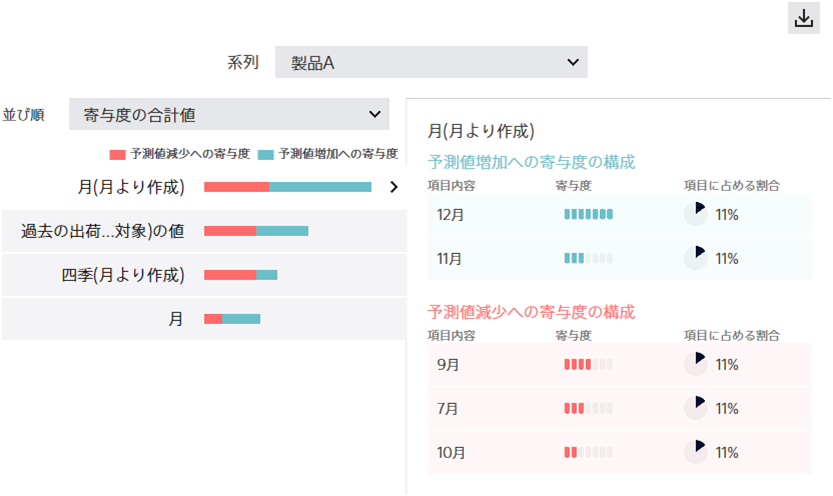 系列 製品A
並び順 寄与度の合計値
予測値減少への寄与度 予測値増加への寄与度
月(月より作成)
過去の出荷...対象)の値
四季(月より作成)
月
月(月より作成)
予測値増加への寄与度の構成
項目内容 寄与度 項目に占める割合
12月 11%
11月 11%
予測値減少への寄与度の構成
項目内容 寄与度 項目に占める割合
9月 11%
7月 11%
10月 11%